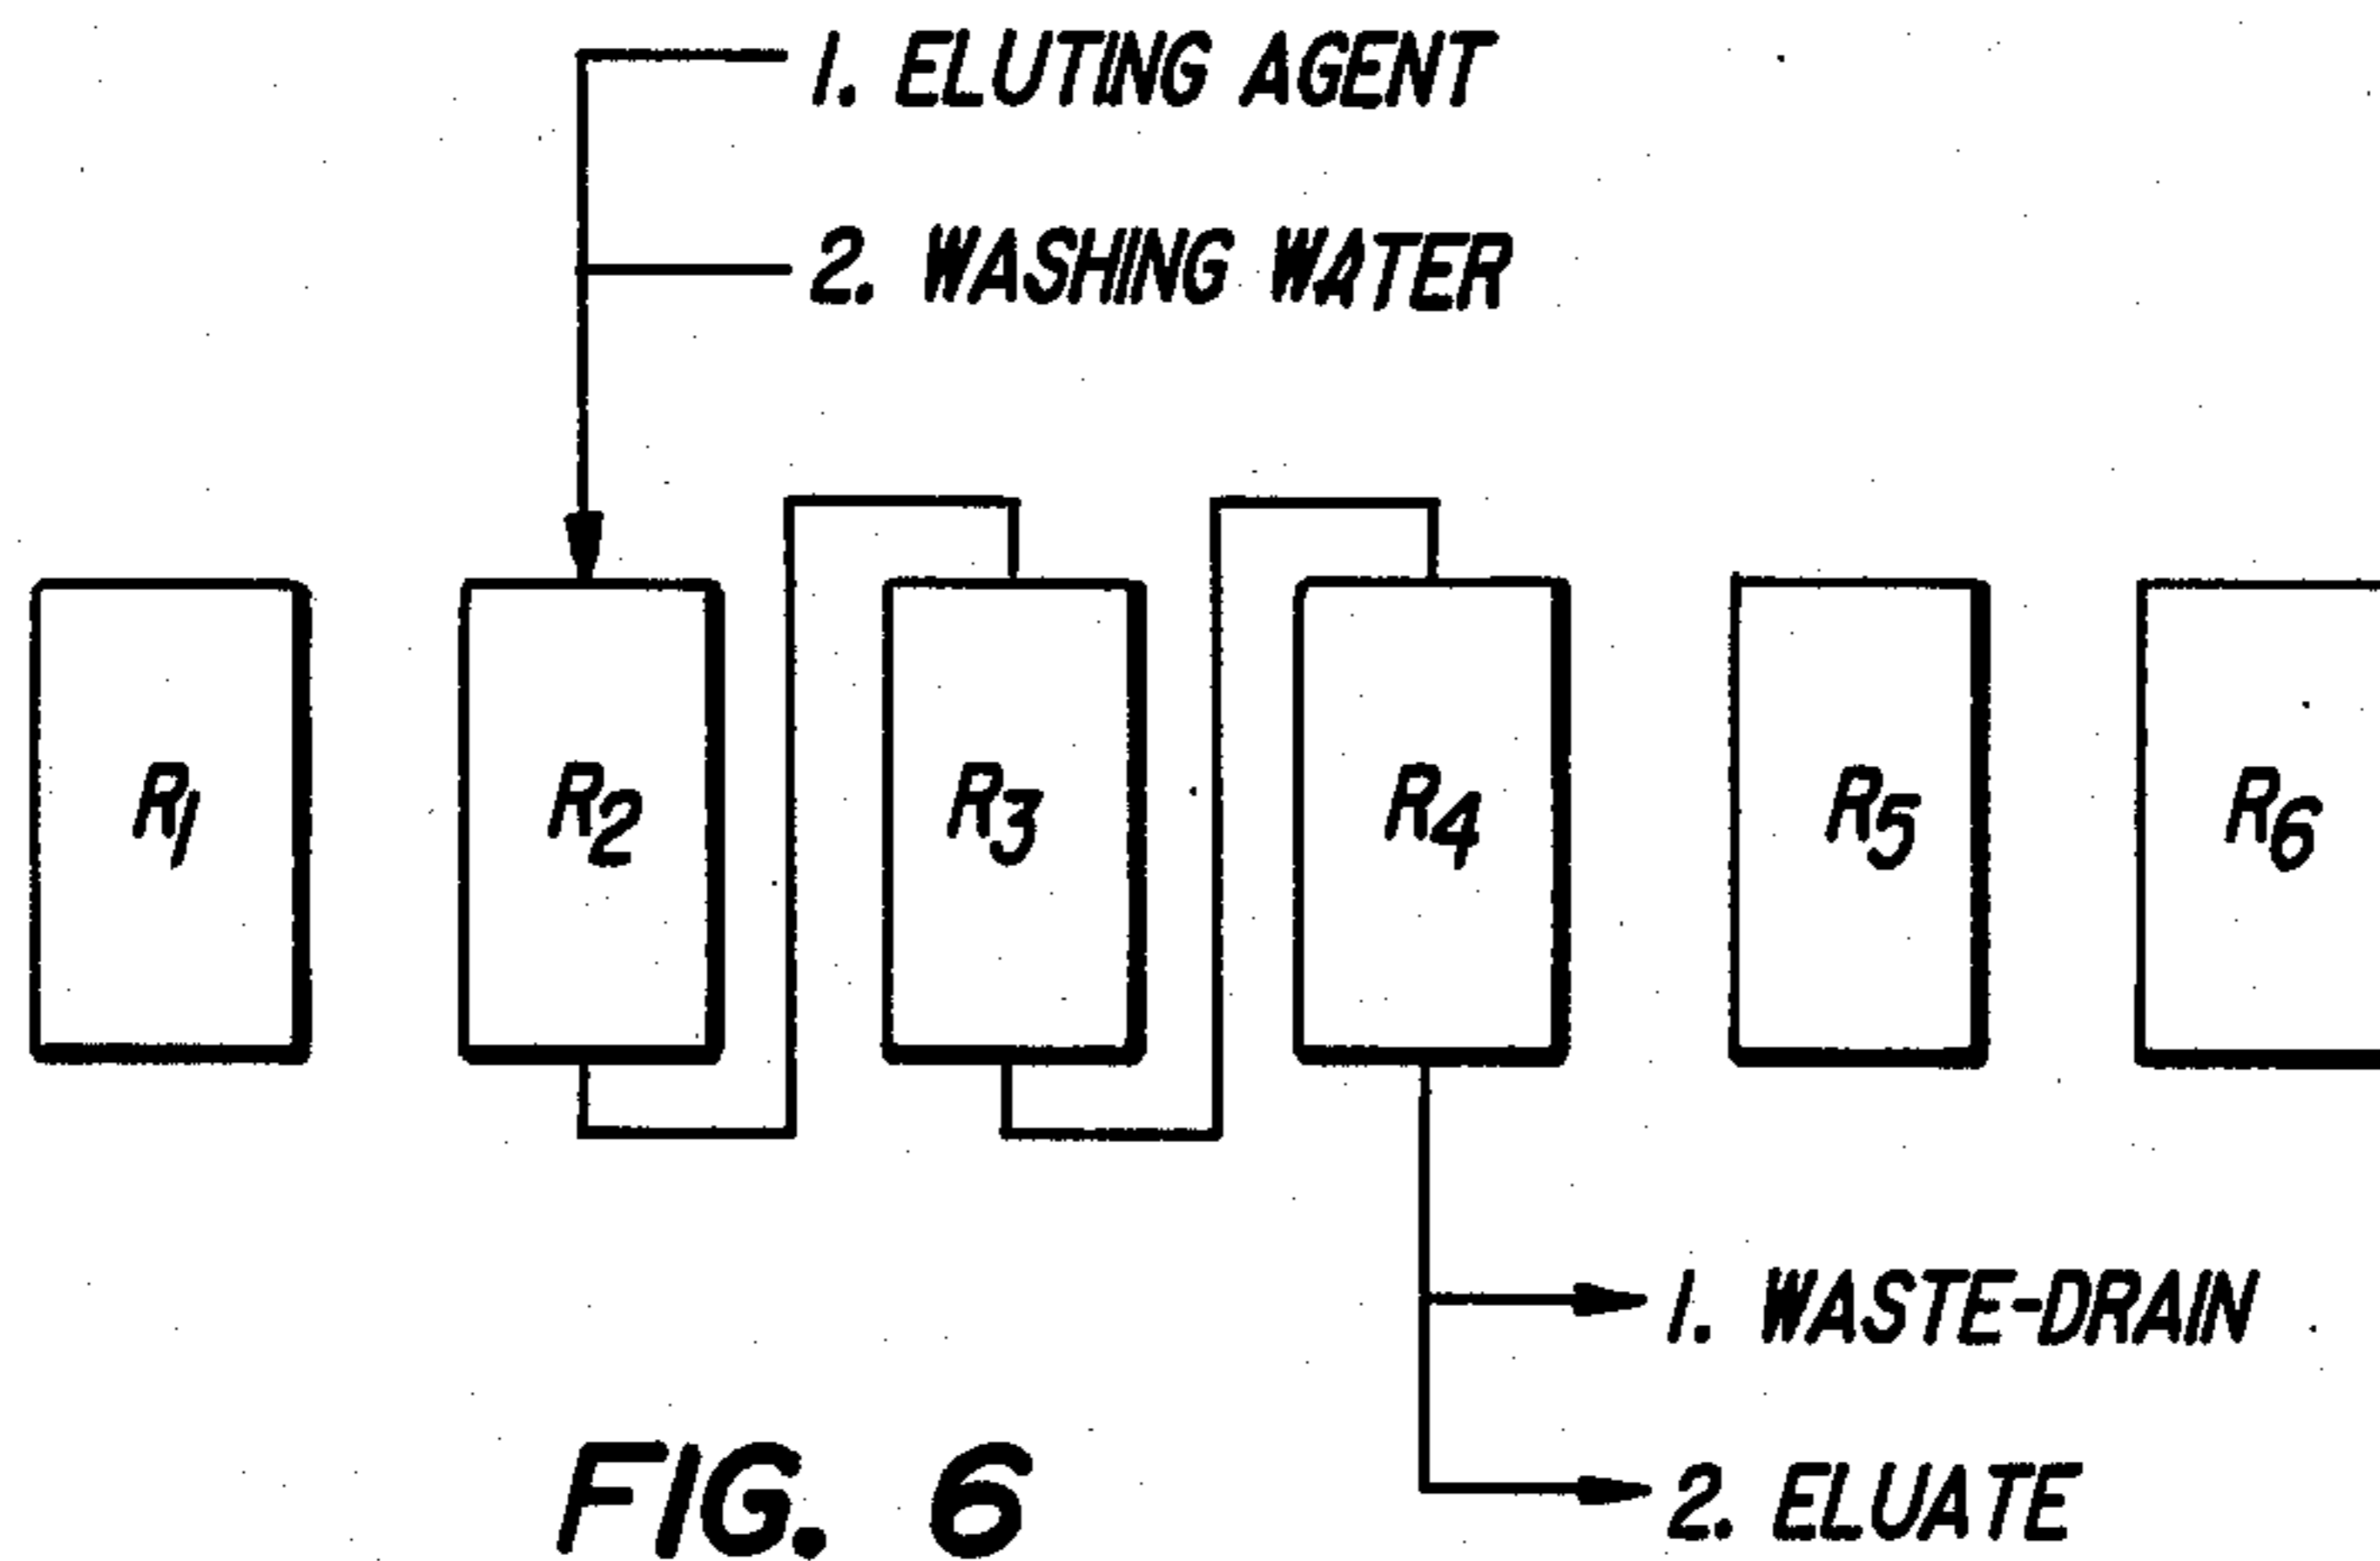 1. ELUTING AGENT
2. WASHING WATER
R1 R2 R3 R4 R5 R6
1. WASTE-DRAIN
2. ELUATE
FIG. 6